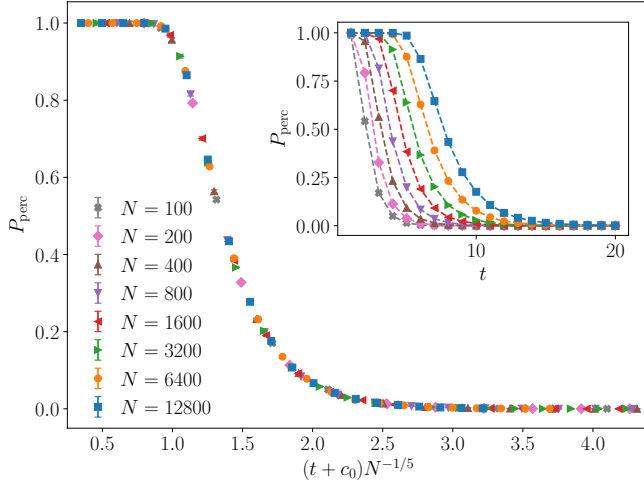 1.0
0.8
0.6
0.4
0.2
0.0
P_perc
0.5 1.0 1.5 2.0 2.5 3.0 3.5 4.0
(t + c_0)N^{-1/5}
N = 100
N = 200
N = 400
N = 800
N = 1600
N = 3200
N = 6400
N = 12800
1.00
0.75
0.50
0.25
0.00
P_perc
10 20
t